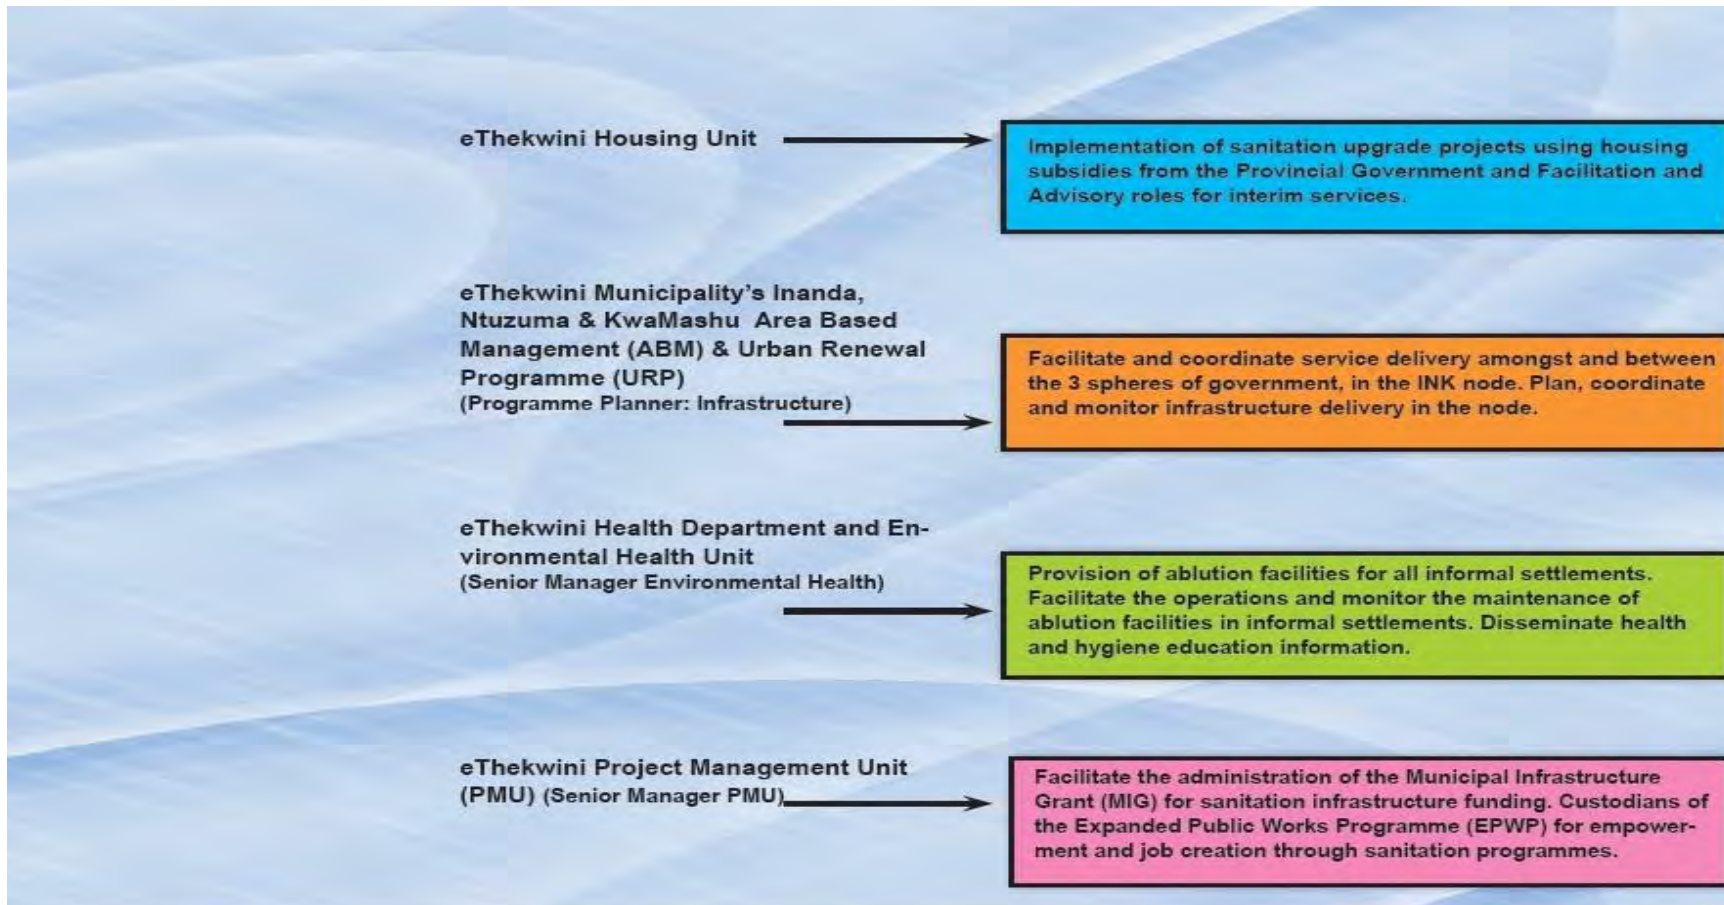 eThekwini Housing Unit
Implementation of sanitation upgrade projects using housing
subsidies from the Provincial Government and Facilitation and
Advisory roles for interim services.
eThekwini Municipality's Inanda,
Ntuzuma & KwaMashu Area Based
Management (ABM) & Urban Renewal
Programme (URP)
(Programme Planner: Infrastructure)
Facilitate and coordinate service delivery amongst and between
the 3 spheres of government, in the INK node. Plan, coordinate
and monitor infrastructure delivery in the node.
eThekwini Health Department and En-
vironmental Health Unit
(Senior Manager Environmental Health)
Provision of ablution facilities for all informal settlements.
Facilitate the operations and monitor the maintenance of
ablution facilities in informal settlements. Disseminate health
and hygiene education information.
eThekwini Project Management Unit
(PMU) (Senior Manager PMU)
Facilitate the administration of the Municipal Infrastructure
Grant (MIG) for sanitation infrastructure funding. Custodians of
the Expanded Public Works Programme (EPWP) for empower-
ment and job creation through sanitation programmes.